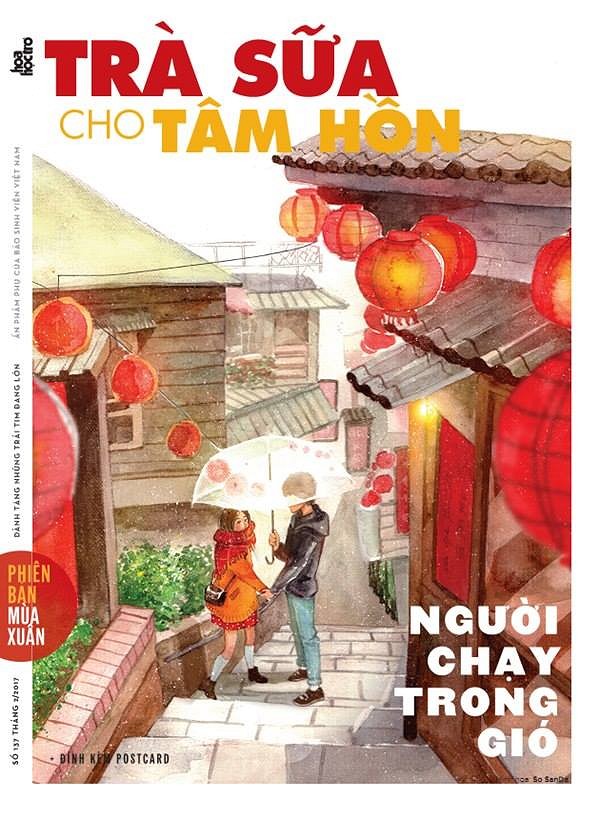 hoa
học trò
TRÀ SỮA
CHO TÂM HỒN
ẤN PHẨM PHỤ CỦA BÁO SINH VIÊN VIỆT NAM
DÀNH TẶNG NHỮNG TRÁI TIM ĐANG LỚN
PHIÊN
BẢN
MÙA
XUÂN
SỐ 137 THÁNG 2/2017
NGƯỜI
CHẠY
TRONG
GIÓ
+ ĐÍNH KÈM POSTCARD
họa So SanDa